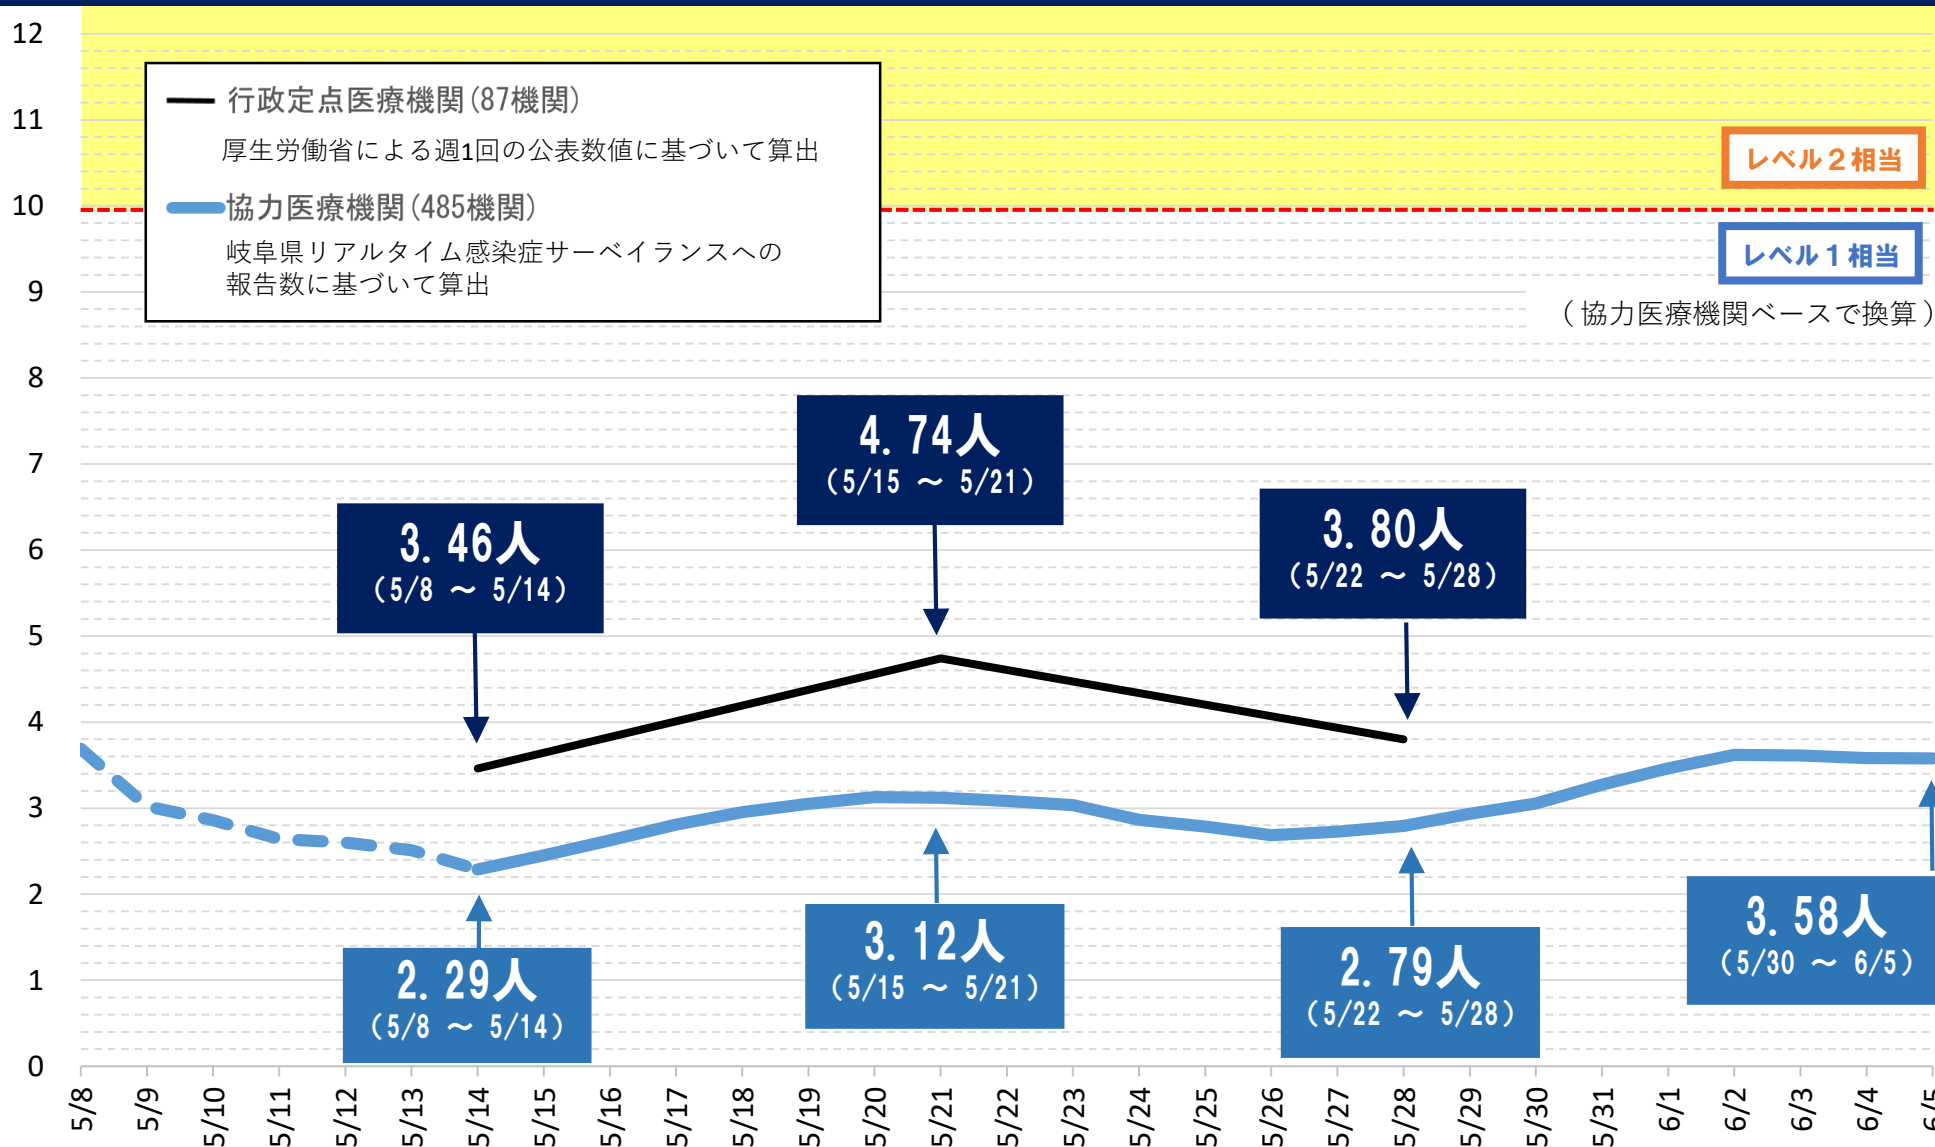 12
11
10
9
8
7
6
5
4
3
2
1
0
行政定点医療機関(87機関)
厚生労働省による週1回の公表数値に基づいて算出
協力医療機関(485機関)
岐阜県リアルタイム感染症サーベイランスへの
報告数に基づいて算出
レベル２相当
レベル１相当
（協力医療機関ベースで換算）
4.74人
(5/15 ～ 5/21)
3.46人
(5/8 ～ 5/14)
3.80人
(5/22 ～ 5/28)
2.29人
(5/8 ～ 5/14)
3.12人
(5/15 ～ 5/21)
2.79人
(5/22 ～ 5/28)
3.58人
(5/30 ～ 6/5)
5/8
5/9
5/10
5/11
5/12
5/13
5/14
5/15
5/16
5/17
5/18
5/19
5/20
5/21
5/22
5/23
5/24
5/25
5/26
5/27
5/28
5/29
5/30
5/31
6/1
6/2
6/3
6/4
6/5